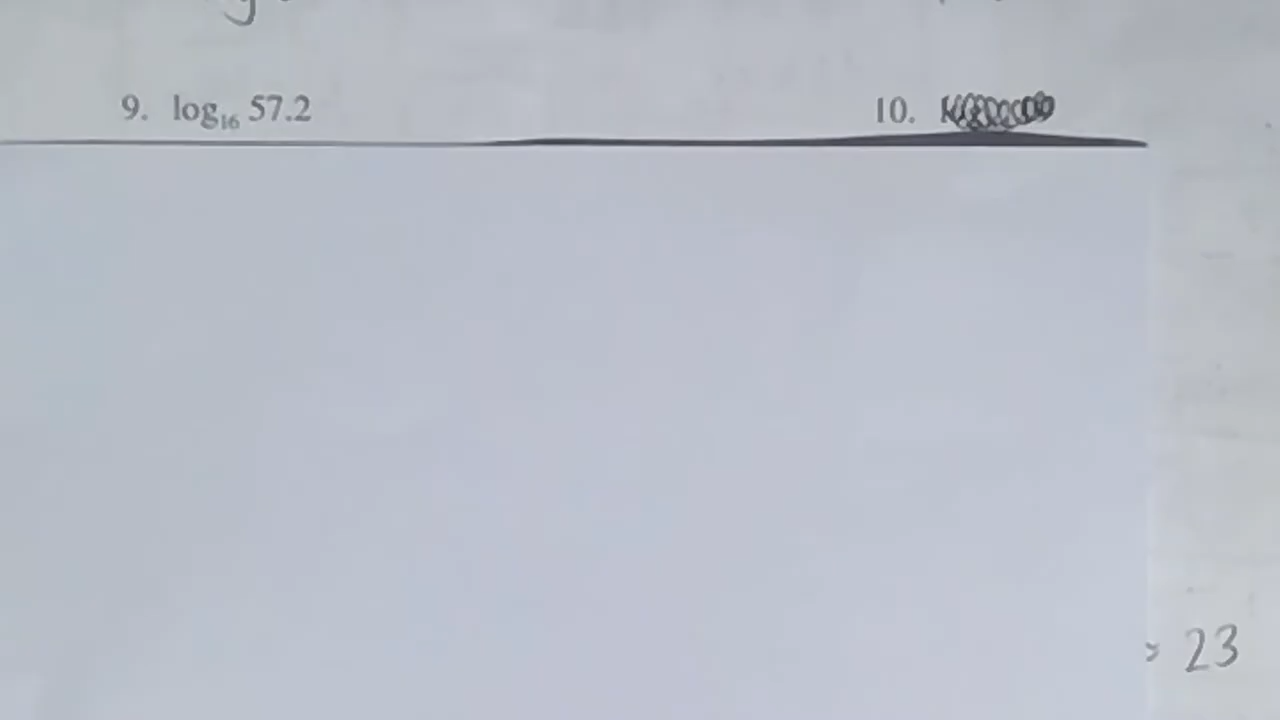 9. log₁₆ 57.2
10.
= 23